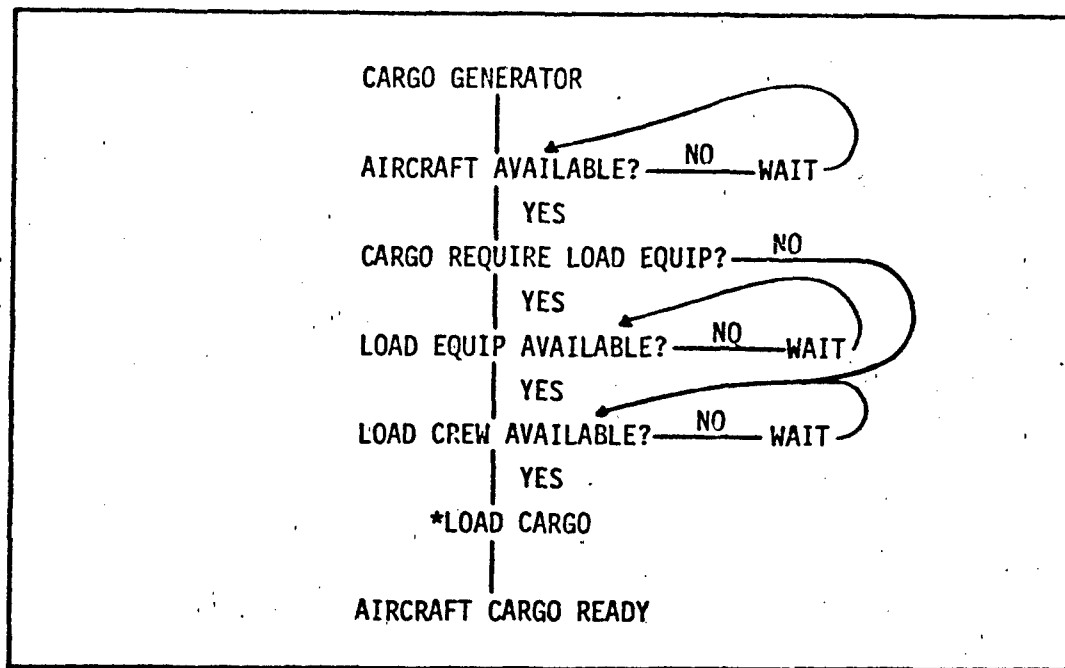 CARGO GENERATOR
AIRCRAFT AVAILABLE? NO WAIT
YES
CARGO REQUIRE LOAD EQUIP? NO
YES
LOAD EQUIP AVAILABLE? NO WAIT
YES
LOAD CREW AVAILABLE? NO WAIT
YES
*LOAD CARGO
AIRCRAFT CARGO READY